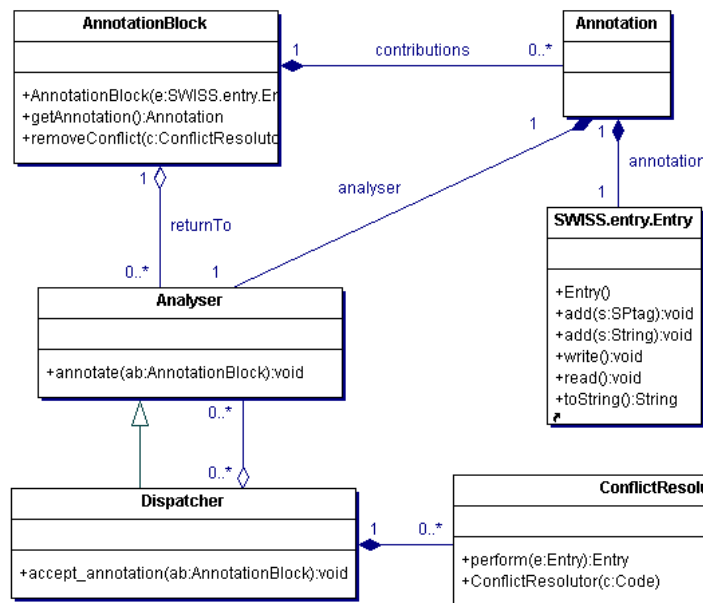 AnnotationBlock
+AnnotationBlock(e:SWISS.entry.En
+getAnnotation():Annotation
+removeConflict(c:ConflictResoluto
1
contributions
0..*
Annotation
1
returnTo
0..*
analyser
1
1
1
annotation
1
SWISS.entry.Entry
+Entry()
+add(s:SPtag):void
+add(s:String):void
+write():void
+read():void
+toString():String
Analyser
+annotate(ab:AnnotationBlock):void
0..*
0..*
Dispatcher
+accept_annotation(ab:AnnotationBlock):void
1
0..*
ConflictResolu
+perform(e:Entry):Entry
+ConflictResolutor(c:Code)